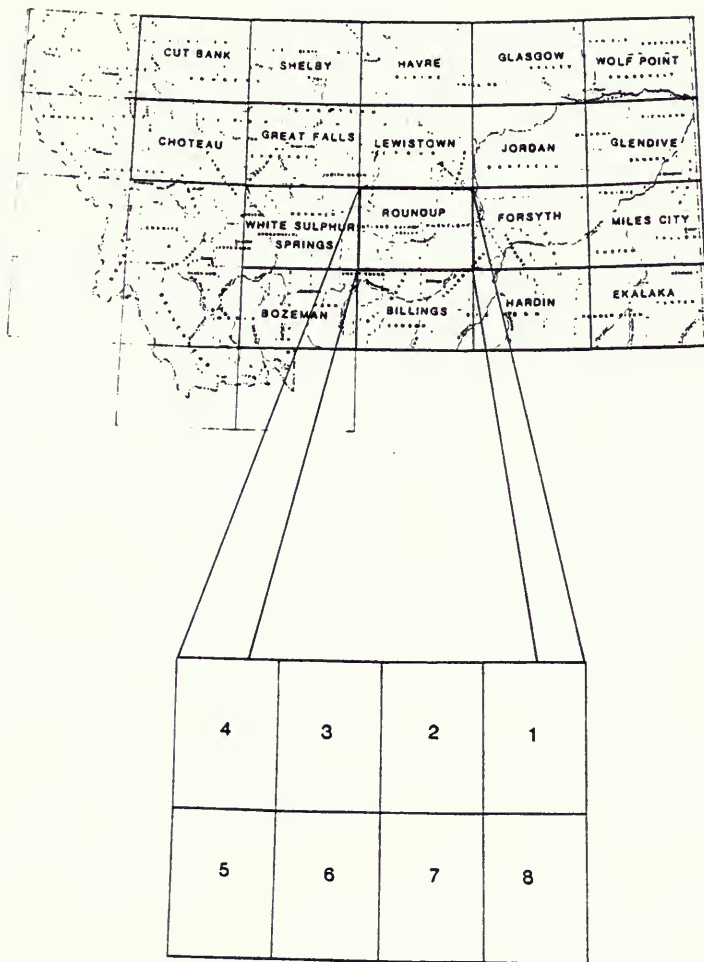 CUT BANK
SHELBY
HAVRE
GLASGOW
WOLF POINT
CHOTEAU
GREAT FALLS
LEWISTOWN
JORDAN
GLENDIVE
WHITE SULPHUR
SPRINGS
ROUNDUP
FORSYTH
MILES CITY
BOZEMAN
BILLINGS
HARDIN
EKALAKA
4 3 2 1
5 6 7 8